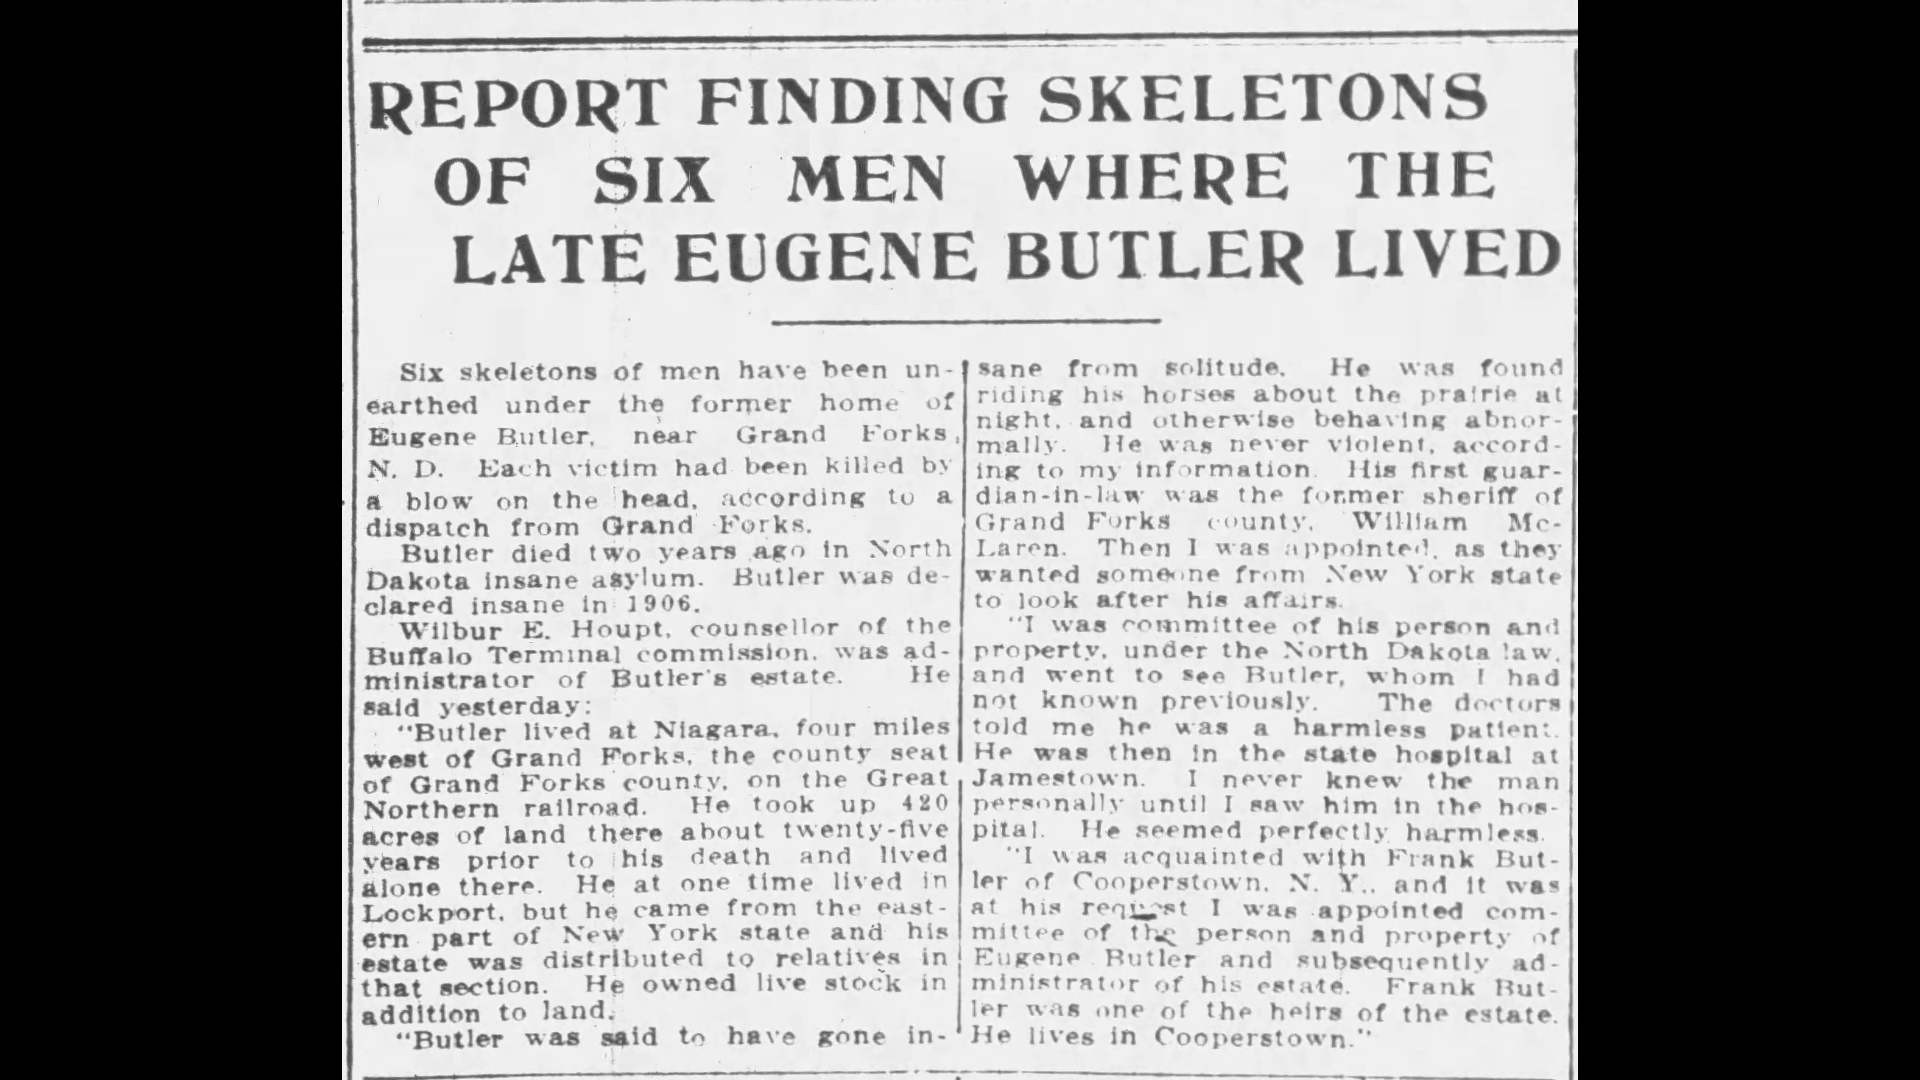 REPORT FINDING SKELETONS
OF SIX MEN WHERE THE
LATE EUGENE BUTLER LIVED
Six skeletons of men have been un-
earthed under the former home of
Eugene Butler, near Grand Forks,
N. D. Each victim had been killed by
a blow on the head, according to a
dispatch from Grand Forks.
Butler died two years ago in North
Dakota insane asylum. Butler was de-
clared insane in 1906.
Wilbur E. Houpt, counsellor of the
Buffalo Terminal commission, was ad-
ministrator of Butler's estate. He
said yesterday:
"Butler lived at Niagara, four miles
west of Grand Forks, the county seat
of Grand Forks county, on the Great
Northern railroad. He took up 420
acres of land there about twenty-five
years prior to his death and lived
alone there. He at one time lived in
Lockport, but he came from the east-
ern part of New York state and his
estate was distributed to relatives in
that section. He owned live stock in
addition to land.
"Butler was said to have gone in-
sane from solitude. He was found
riding his horses about the prairie at
night, and otherwise behaving abnor-
mally. He was never violent, accord-
ing to my information. His first guar-
dian-in-law was the former sheriff of
Grand Forks county, William Mc-
Laren. Then I was appointed, as they
wanted someone from New York state
to look after his affairs.
"I was committee of his person and
property, under the North Dakota law,
and went to see Butler, whom I had
not known previously. The doctors
told me he was a harmless patient.
He was then in the state hospital at
Jamestown. I never knew the man
personally until I saw him in the hos-
pital. He seemed perfectly harmless.
"I was acquainted with Frank But-
ler of Cooperstown, N. Y., and it was
at his request I was appointed com-
mittee of the person and property of
Eugene Butler and subsequently ad-
ministrator of his estate. Frank But-
ler was one of the heirs of the estate.
He lives in Cooperstown."